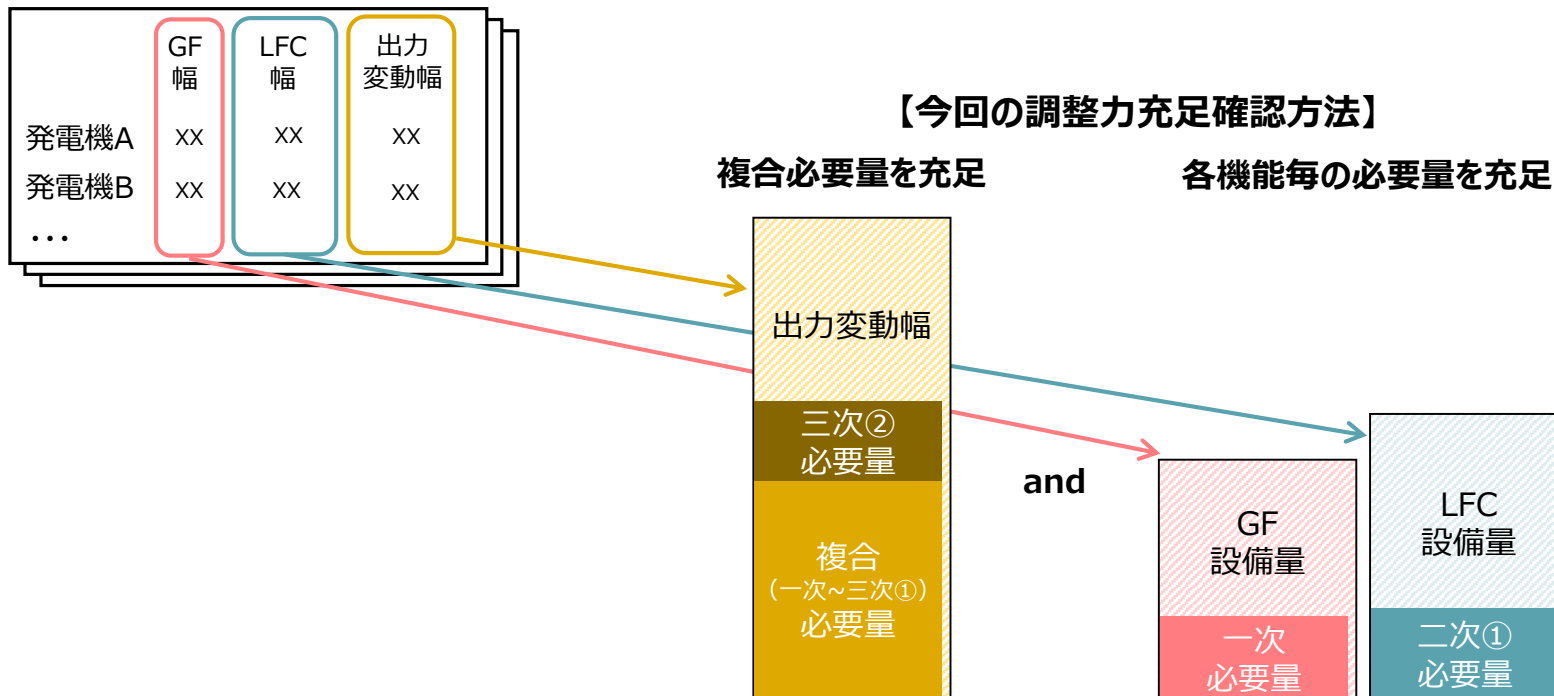 GF
幅
LFC
幅
出力
変動幅
発電機A
XX
XX
XX
発電機B
XX
XX
XX
…
【今回の調整力充足確認方法】
複合必要量を充足
各機能毎の必要量を充足
出力変動幅
三次②
必要量
複合
（一次~三次①）
必要量
and
GF
設備量
一次
必要量
LFC
設備量
二次①
必要量